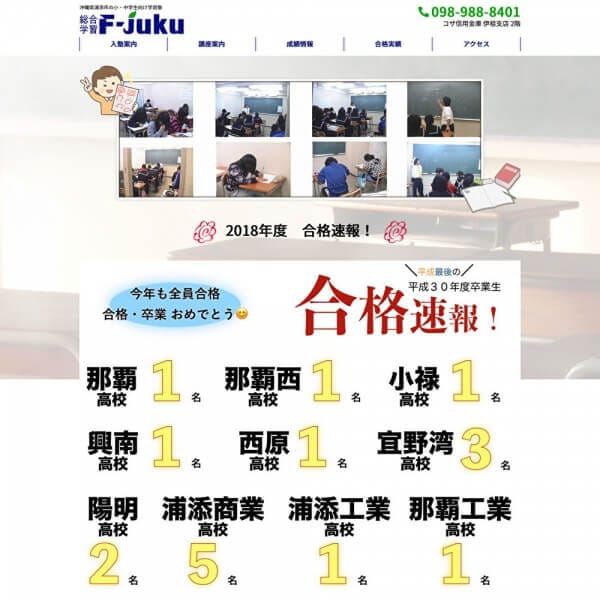 沖縄県浦添市の小・中学生向け学習塾
総合学習 F-Juku
098-988-8401
コザ信用金庫 伊祖支店 2階
入塾案内 講座案内 成績情報 合格実績 アクセス
2018年度 合格速報！
今年も全員合格
合格・卒業 おめでとう😊
＼平成最後の／
平成３０年度卒業生
合格速報！
那覇高校 1名 那覇西高校 1名 小禄高校 1名
興南高校 1名 西原高校 1名 宜野湾高校 3名
陽明高校 浦添商業高校 浦添工業高校 那覇工業高校
2名 5名 1名 1名